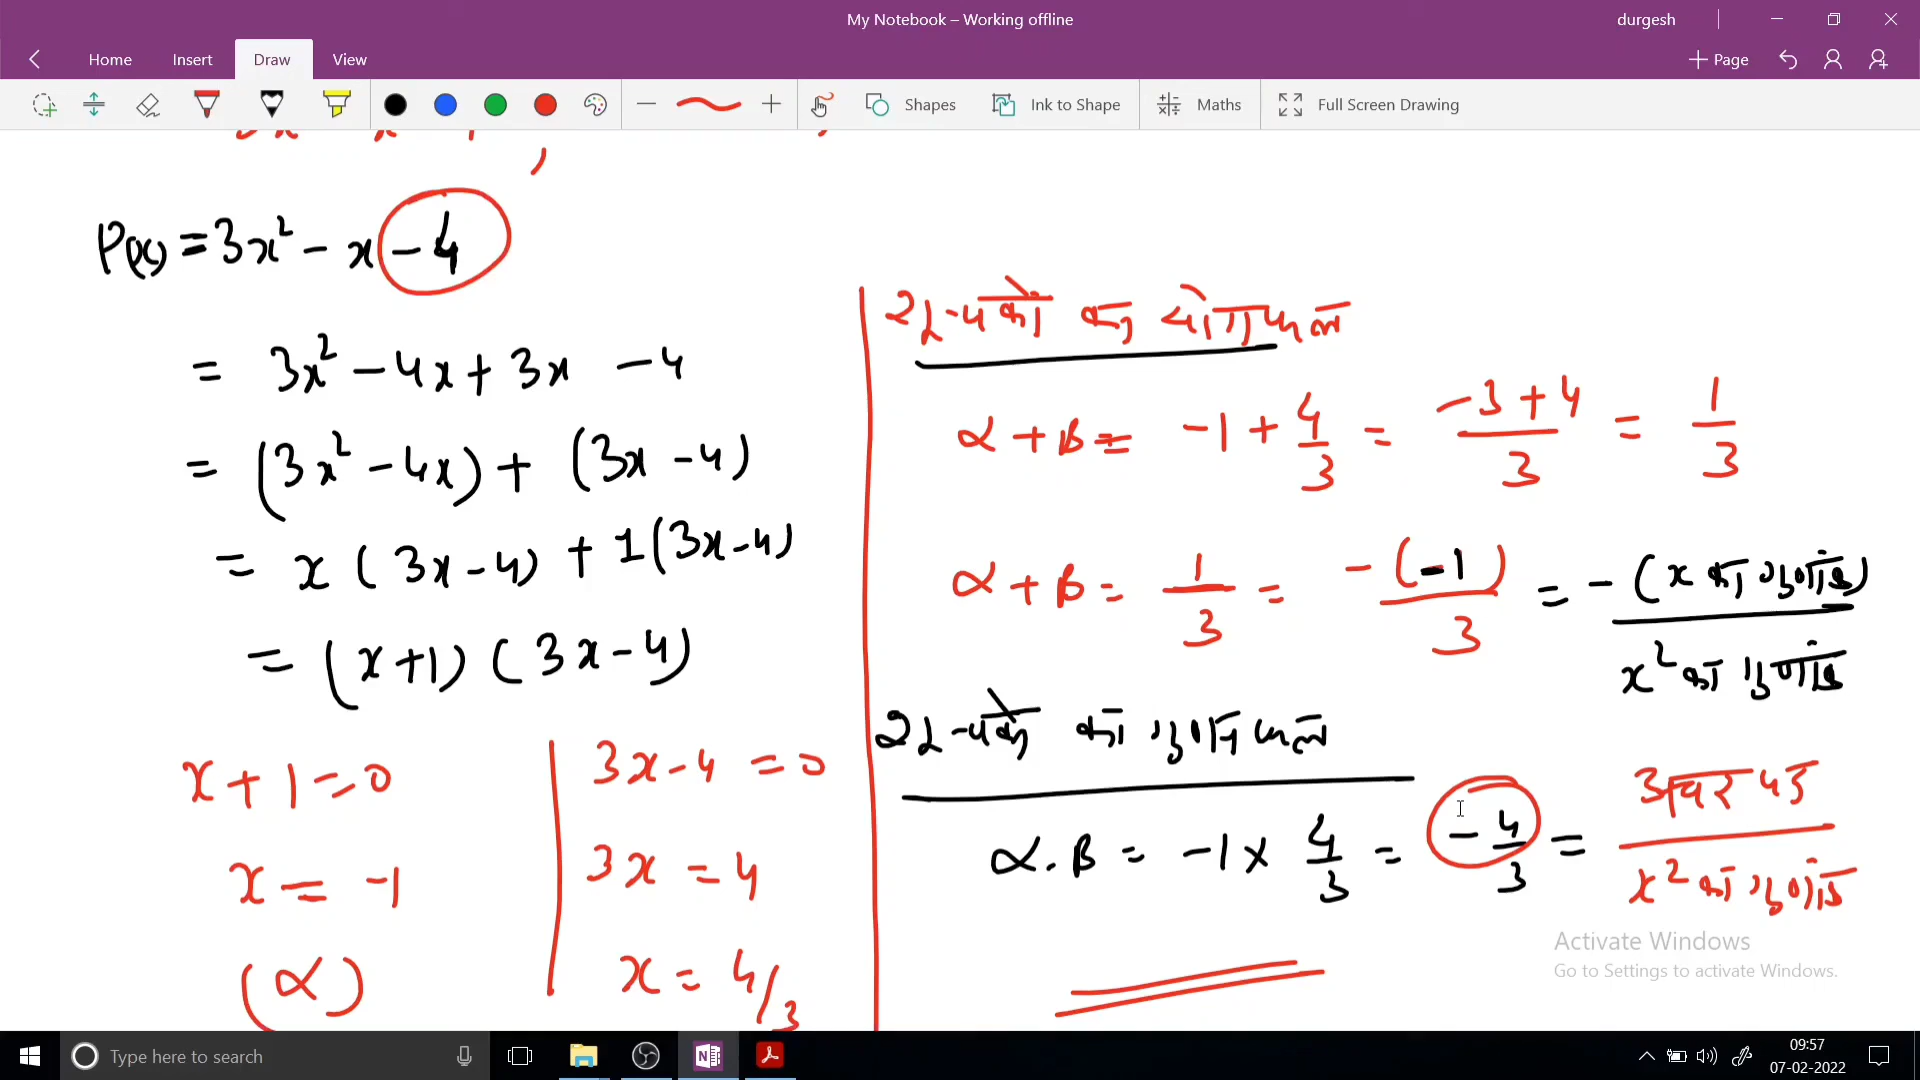 My Notebook – Working offline
durgesh
Home Insert Draw View
Page
Shapes Ink to Shape Maths Full Screen Drawing
P(x) = 3x² - x - 4
= 3x² - 4x + 3x - 4
= (3x² - 4x) + (3x - 4)
= x (3x - 4) + 1 (3x - 4)
= (x + 1) (3x - 4)
x + 1 = 0
x = -1
(α)
3x - 4 = 0
3x = 4
x = 4/3
शून्यकों का योगफल
α + β = -1 + 4/3 = -3+4/3 = 1/3
α + β = 1/3 = -(-1)/3 = -(x का गुणांक)/x² का गुणांक
शून्यकों का गुणनफल
α . β = -1 × 4/3 = -4/3 = अचर पद/x² का गुणांक
Activate Windows
Go to Settings to activate Windows.
Type here to search
09:57
07-02-2022